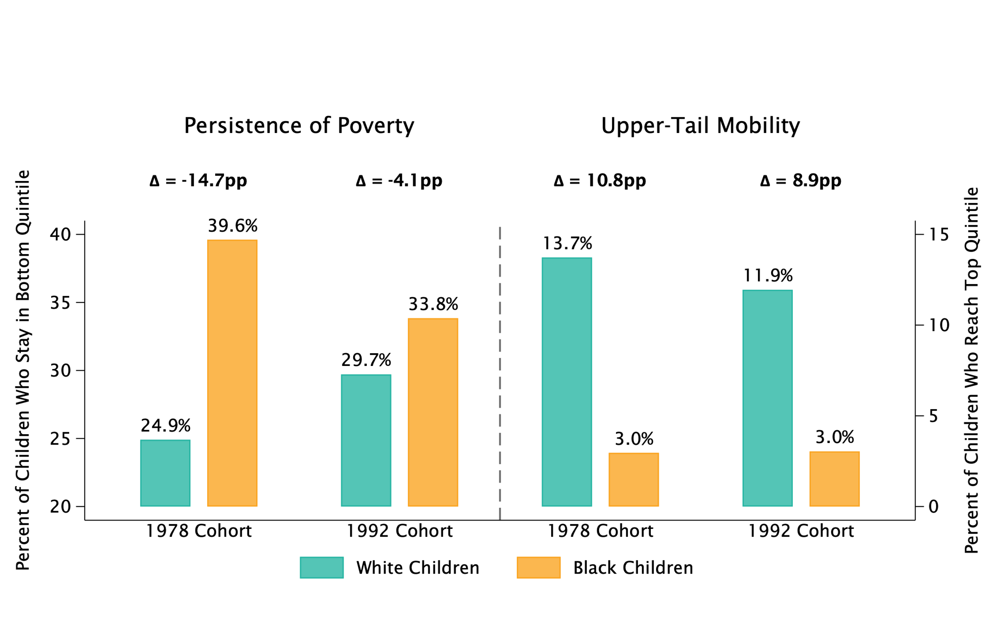 Persistence of Poverty
Upper-Tail Mobility
Δ = -14.7pp
Δ = -4.1pp
Δ = 10.8pp
Δ = 8.9pp
Percent of Children Who Stay in Bottom Quintile
40
35
30
25
20
24.9%
39.6%
29.7%
33.8%
13.7%
3.0%
11.9%
3.0%
15
10
5
0
Percent of Children Who Reach Top Quintile
1978 Cohort
1992 Cohort
1978 Cohort
1992 Cohort
White Children
Black Children